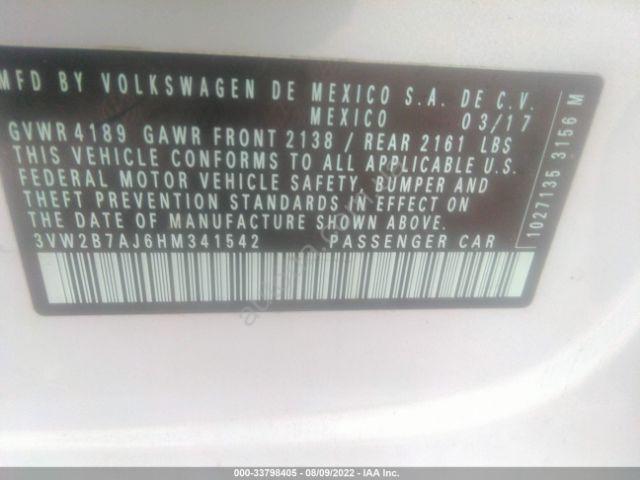 MFD BY VOLKSWAGEN DE MEXICO S.A. DE C.V.
MEXICO 03/17
GVWR 4189 GAWR FRONT 2138 / REAR 2161 LBS
THIS VEHICLE CONFORMS TO ALL APPLICABLE U.S.
FEDERAL MOTOR VEHICLE SAFETY, BUMPER AND
THEFT PREVENTION STANDARDS IN EFFECT ON
THE DATE OF MANUFACTURE SHOWN ABOVE.
3VW2B7AJ6HM341542 PASSENGER CAR
1027135 3156 M
000-33798405 - 08/09/2022 - IAA Inc.